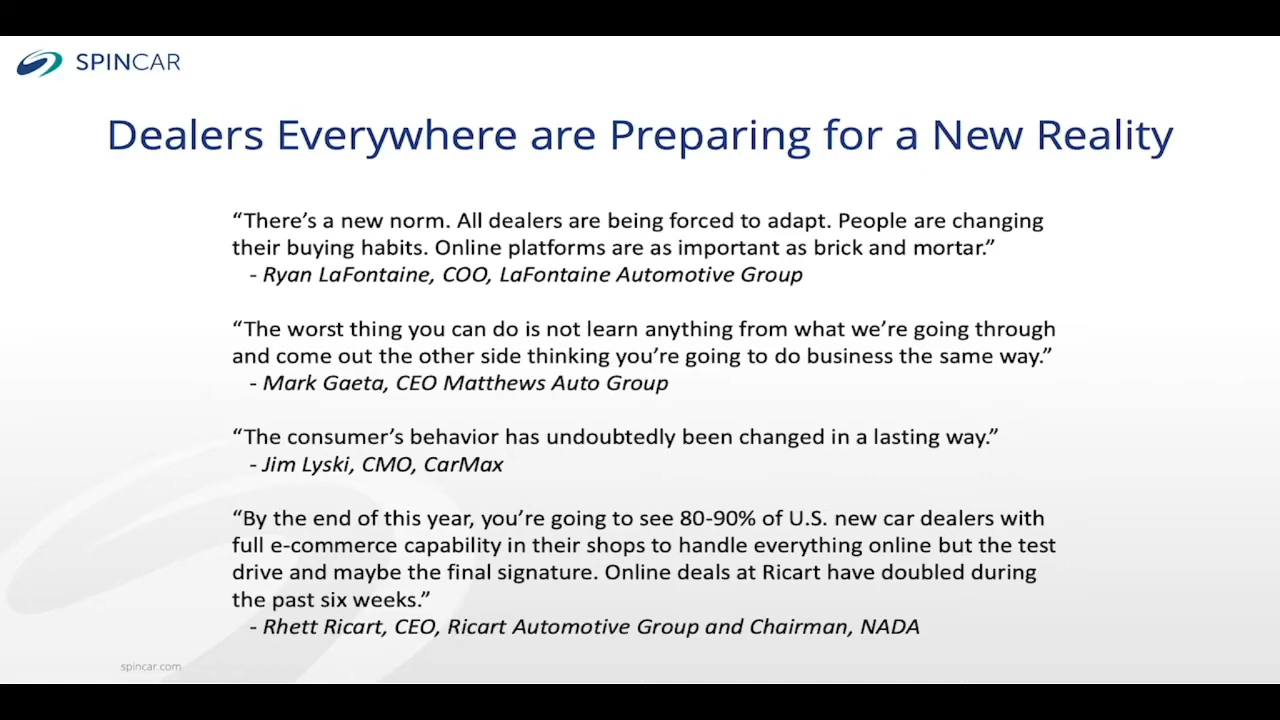 SPINCAR
Dealers Everywhere are Preparing for a New Reality
“There’s a new norm. All dealers are being forced to adapt. People are changing
their buying habits. Online platforms are as important as brick and mortar.”
- Ryan LaFontaine, COO, LaFontaine Automotive Group
“The worst thing you can do is not learn anything from what we’re going through
and come out the other side thinking you’re going to do business the same way.”
- Mark Gaeta, CEO Matthews Auto Group
“The consumer’s behavior has undoubtedly been changed in a lasting way.”
- Jim Lyski, CMO, CarMax
“By the end of this year, you’re going to see 80-90% of U.S. new car dealers with
full e-commerce capability in their shops to handle everything online but the test
drive and maybe the final signature. Online deals at Ricart have doubled during
the past six weeks.”
- Rhett Ricart, CEO, Ricart Automotive Group and Chairman, NADA
spincar.com